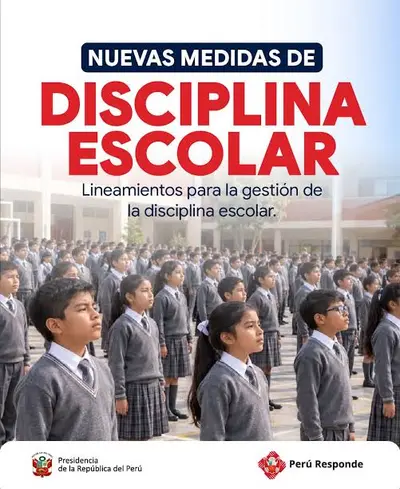 NUEVAS MEDIDAS DE
DISCIPLINA
ESCOLAR
Lineamientos para la gestión de
la disciplina escolar.
Presidencia
de la República del Perú
Perú Responde